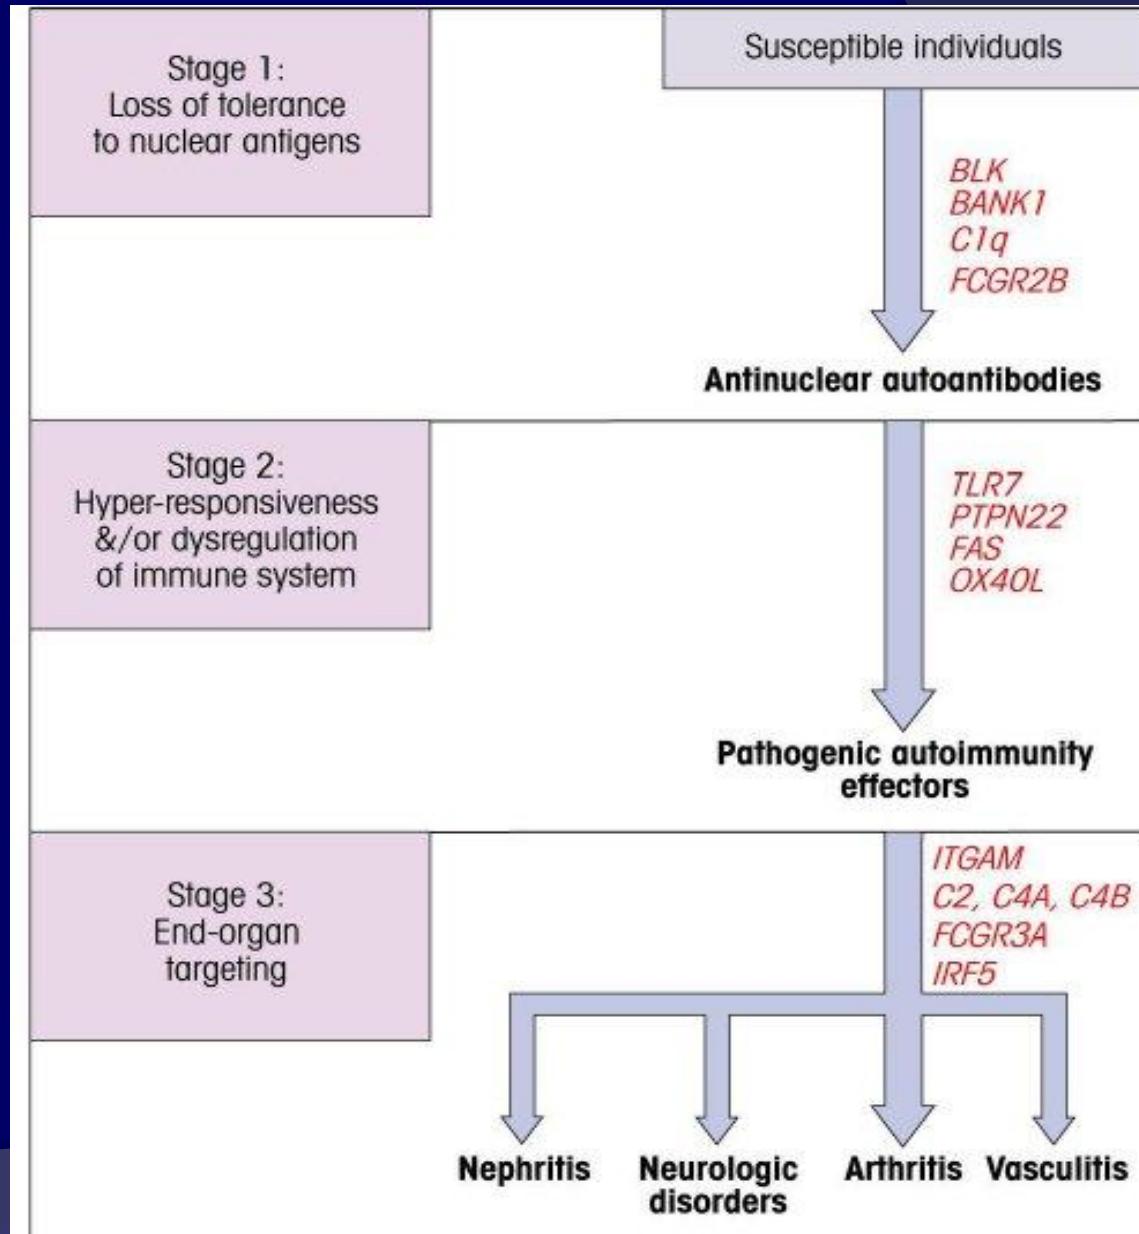 Stage 1:
Loss of tolerance
to nuclear antigens
Susceptible individuals
BLK
BANK1
C1q
FCGR2B
Antinuclear autoantibodies
Stage 2:
Hyper-responsiveness
&/or dysregulation
of immune system
TLR7
PTPN22
FAS
OX40L
Pathogenic autoimmunity
effectors
Stage 3:
End-organ
targeting
ITGAM
C2, C4A, C4B
FCGR3A
IRF5
Nephritis
Neurologic
disorders
Arthritis
Vasculitis